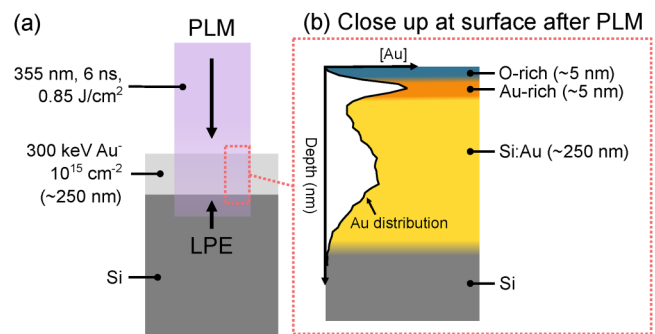 (a)
PLM
355 nm, 6 ns,
0.85 J/cm²
300 keV Au⁻
10¹⁵ cm⁻²
(~250 nm)
LPE
Si
(b) Close up at surface after PLM
[Au]
Depth (nm)
O-rich (~5 nm)
Au-rich (~5 nm)
Si:Au (~250 nm)
Au distribution
Si